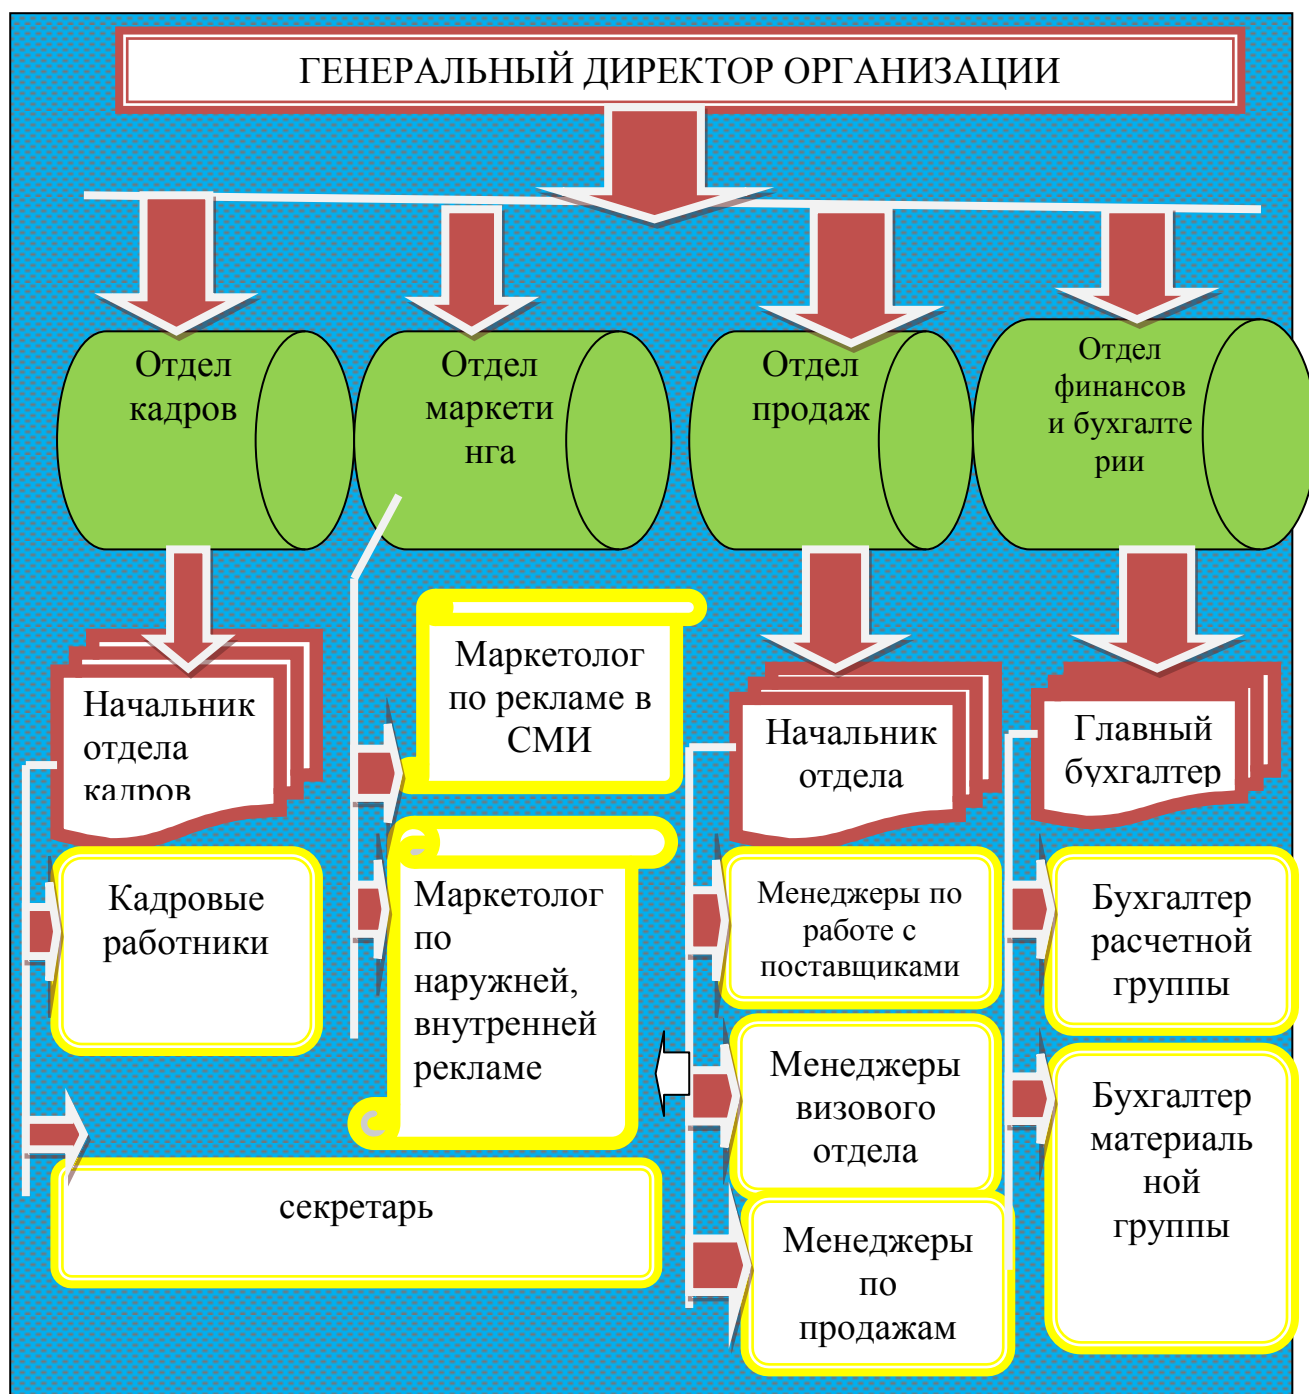 ГЕНЕРАЛЬНЫЙ ДИРЕКТОР ОРГАНИЗАЦИИ
Отдел
кадров
Отдел
маркети
нга
Отдел
продаж
Отдел
финансов
и бухгалте
рии
Начальник
отдела
кадров
Маркетолог
по рекламе в
СМИ
Начальник
отдела
Главный
бухгалтер
Кадровые
работники
Маркетолог
по
наружней,
внутренней
рекламе
Менеджеры по
работе с
поставщиками
Бухгалтер
расчетной
группы
Менеджеры
визового
отдела
Бухгалтер
материаль
ной
группы
секретарь
Менеджеры
по
продажам